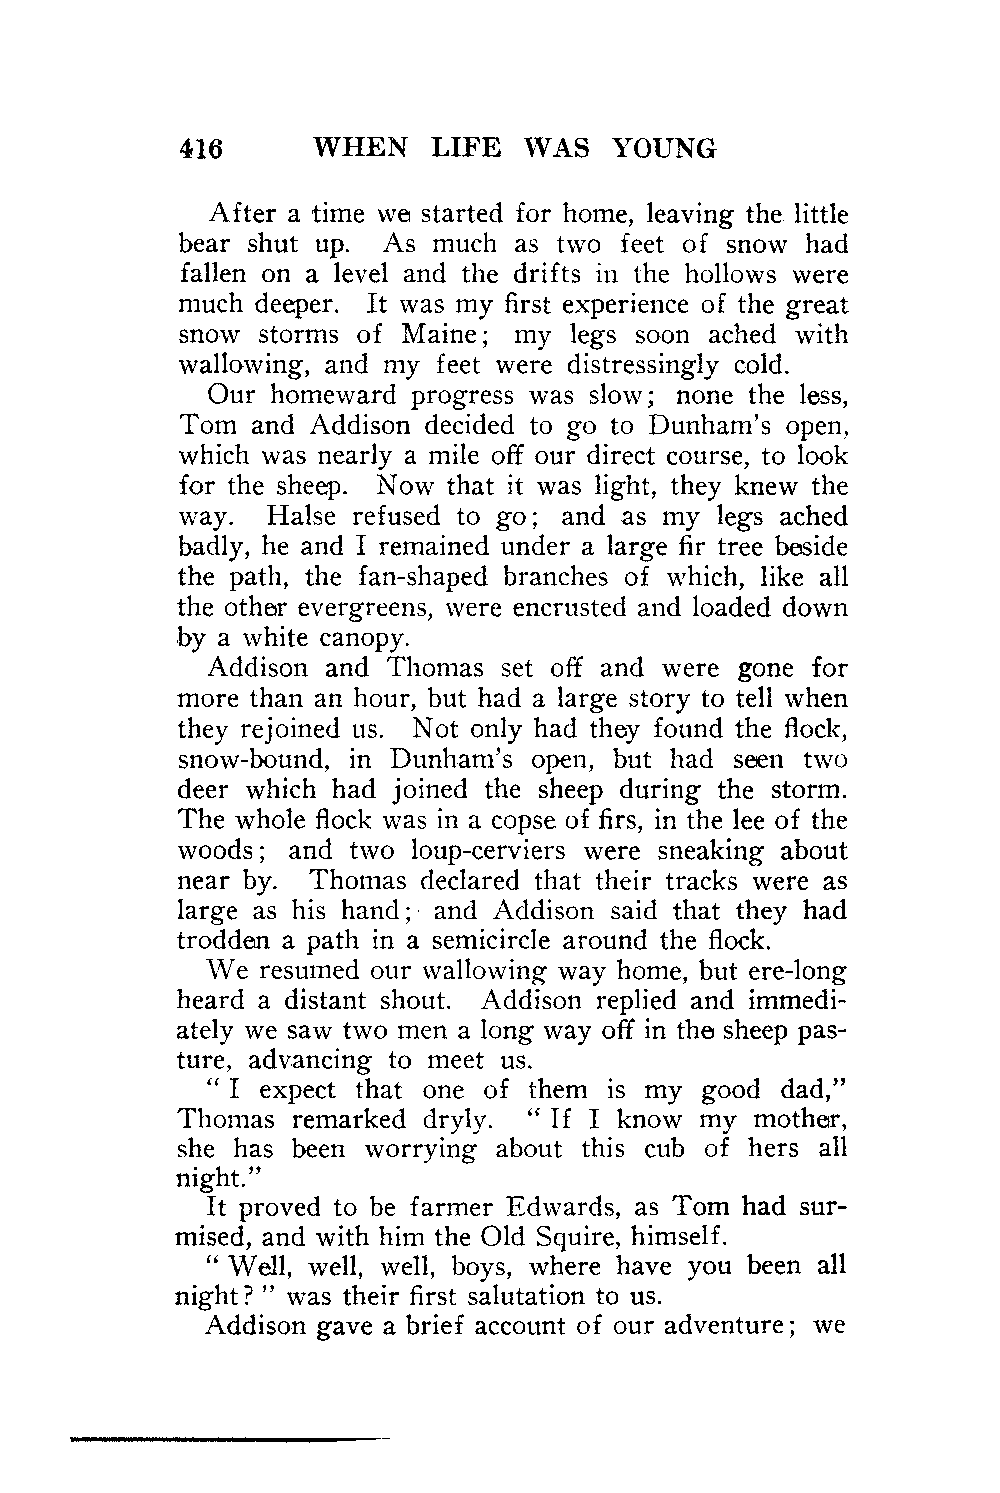 416 WHEN LIFE WAS YOUNG
After a time we started for home, leaving the little
bear shut up. As much as two feet of snow had
fallen on a level and the drifts in the hollows were
much deeper. It was my first experience of the great
snow storms of Maine; my legs soon ached with
wallowing, and my feet were distressingly cold.
Our homeward progress was slow; none the less,
Tom and Addison decided to go to Dunham's open,
which was nearly a mile off our direct course, to look
for the sheep. Now that it was light, they knew the
way. Halse refused to go; and as my legs ached
badly, he and I remained under a large fir tree beside
the path, the fan-shaped branches of which, like all
the other evergreens, were encrusted and loaded down
by a white canopy.
Addison and Thomas set off and were gone for
more than an hour, but had a large story to tell when
they rejoined us. Not only had they found the flock,
snow-bound, in Dunham's open, but had seen two
deer which had joined the sheep during the storm.
The whole flock was in a copse of firs, in the lee of the
woods; and two loup-cerviers were sneaking about
near by. Thomas declared that their tracks were as
large as his hand; and Addison said that they had
trodden a path in a semicircle around the flock.
We resumed our wallowing way home, but ere-long
heard a distant shout. Addison replied and immedi-
ately we saw two men a long way off in the sheep pas-
ture, advancing to meet us.
" I expect that one of them is my good dad,"
Thomas remarked dryly. " If I know my mother,
she has been worrying about this cub of hers all
night."
It proved to be farmer Edwards, as Tom had sur-
mised, and with him the Old Squire, himself.
" Well, well, well, boys, where have you been all
night? " was their first salutation to us.
Addison gave a brief account of our adventure; we